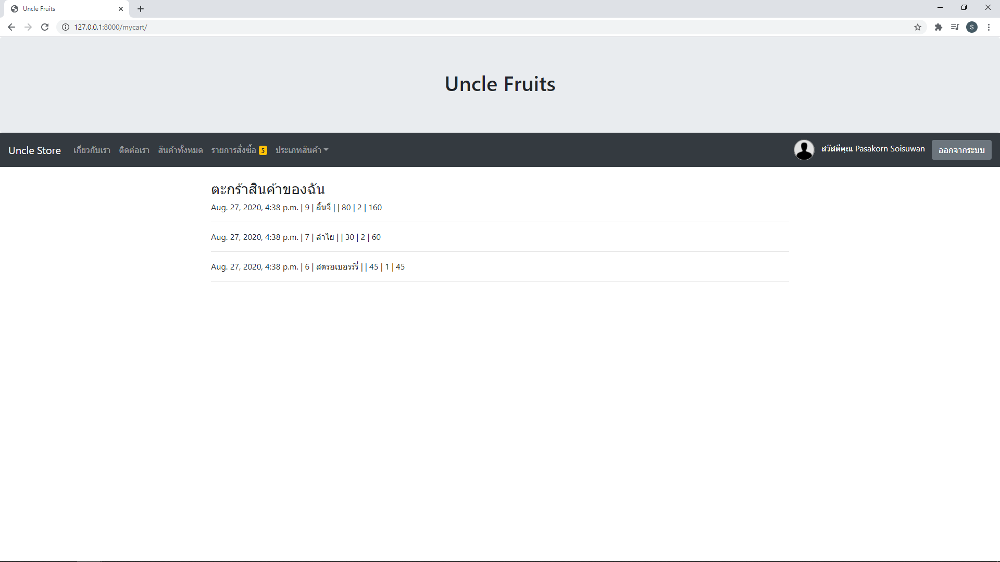 Uncle Fruits
127.0.0.1:8000/mycart/
S
Uncle Fruits
Uncle Store เกี่ยวกับเรา ติดต่อเรา สินค้าทั้งหมด รายการสั่งซื้อ 5 ประเภทสินค้า สวัสดีคุณ Pasakorn Soisuwan ออกจากระบบ
ตะกร้าสินค้าของฉัน
Aug. 27, 2020, 4:38 p.m. | 9 | ลิ้นจี่ | | 80 | 2 | 160
Aug. 27, 2020, 4:38 p.m. | 7 | ลำไย | | 30 | 2 | 60
Aug. 27, 2020, 4:38 p.m. | 6 | สตรอเบอรรี่ | | 45 | 1 | 45